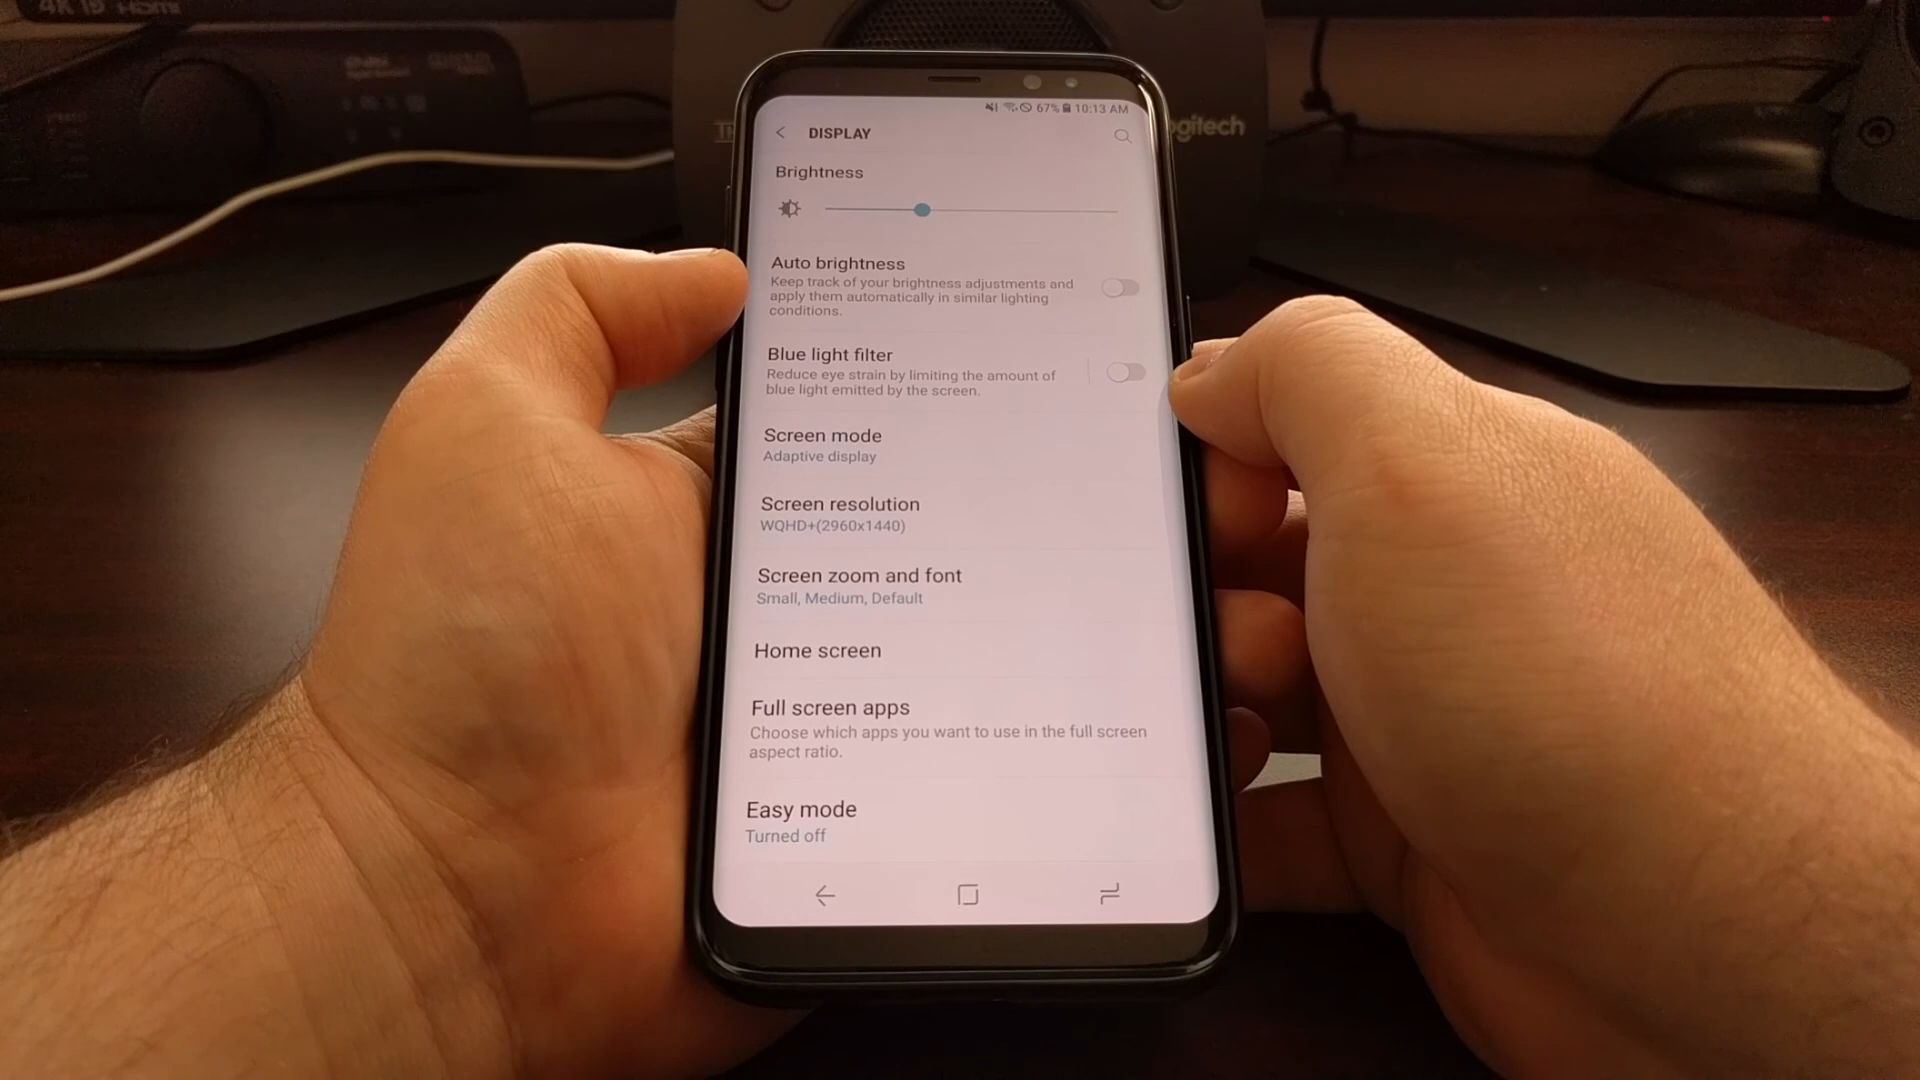 4K
HDMI
67% 10:13 AM
DISPLAY
ogitech
Brightness
Auto brightness
Keep track of your brightness adjustments and
apply them automatically in similar lighting
conditions.
Blue light filter
Reduce eye strain by limiting the amount of
blue light emitted by the screen.
Screen mode
Adaptive display
Screen resolution
WQHD+(2960x1440)
Screen zoom and font
Small, Medium, Default
Home screen
Full screen apps
Choose which apps you want to use in the full screen
aspect ratio.
Easy mode
Turned off